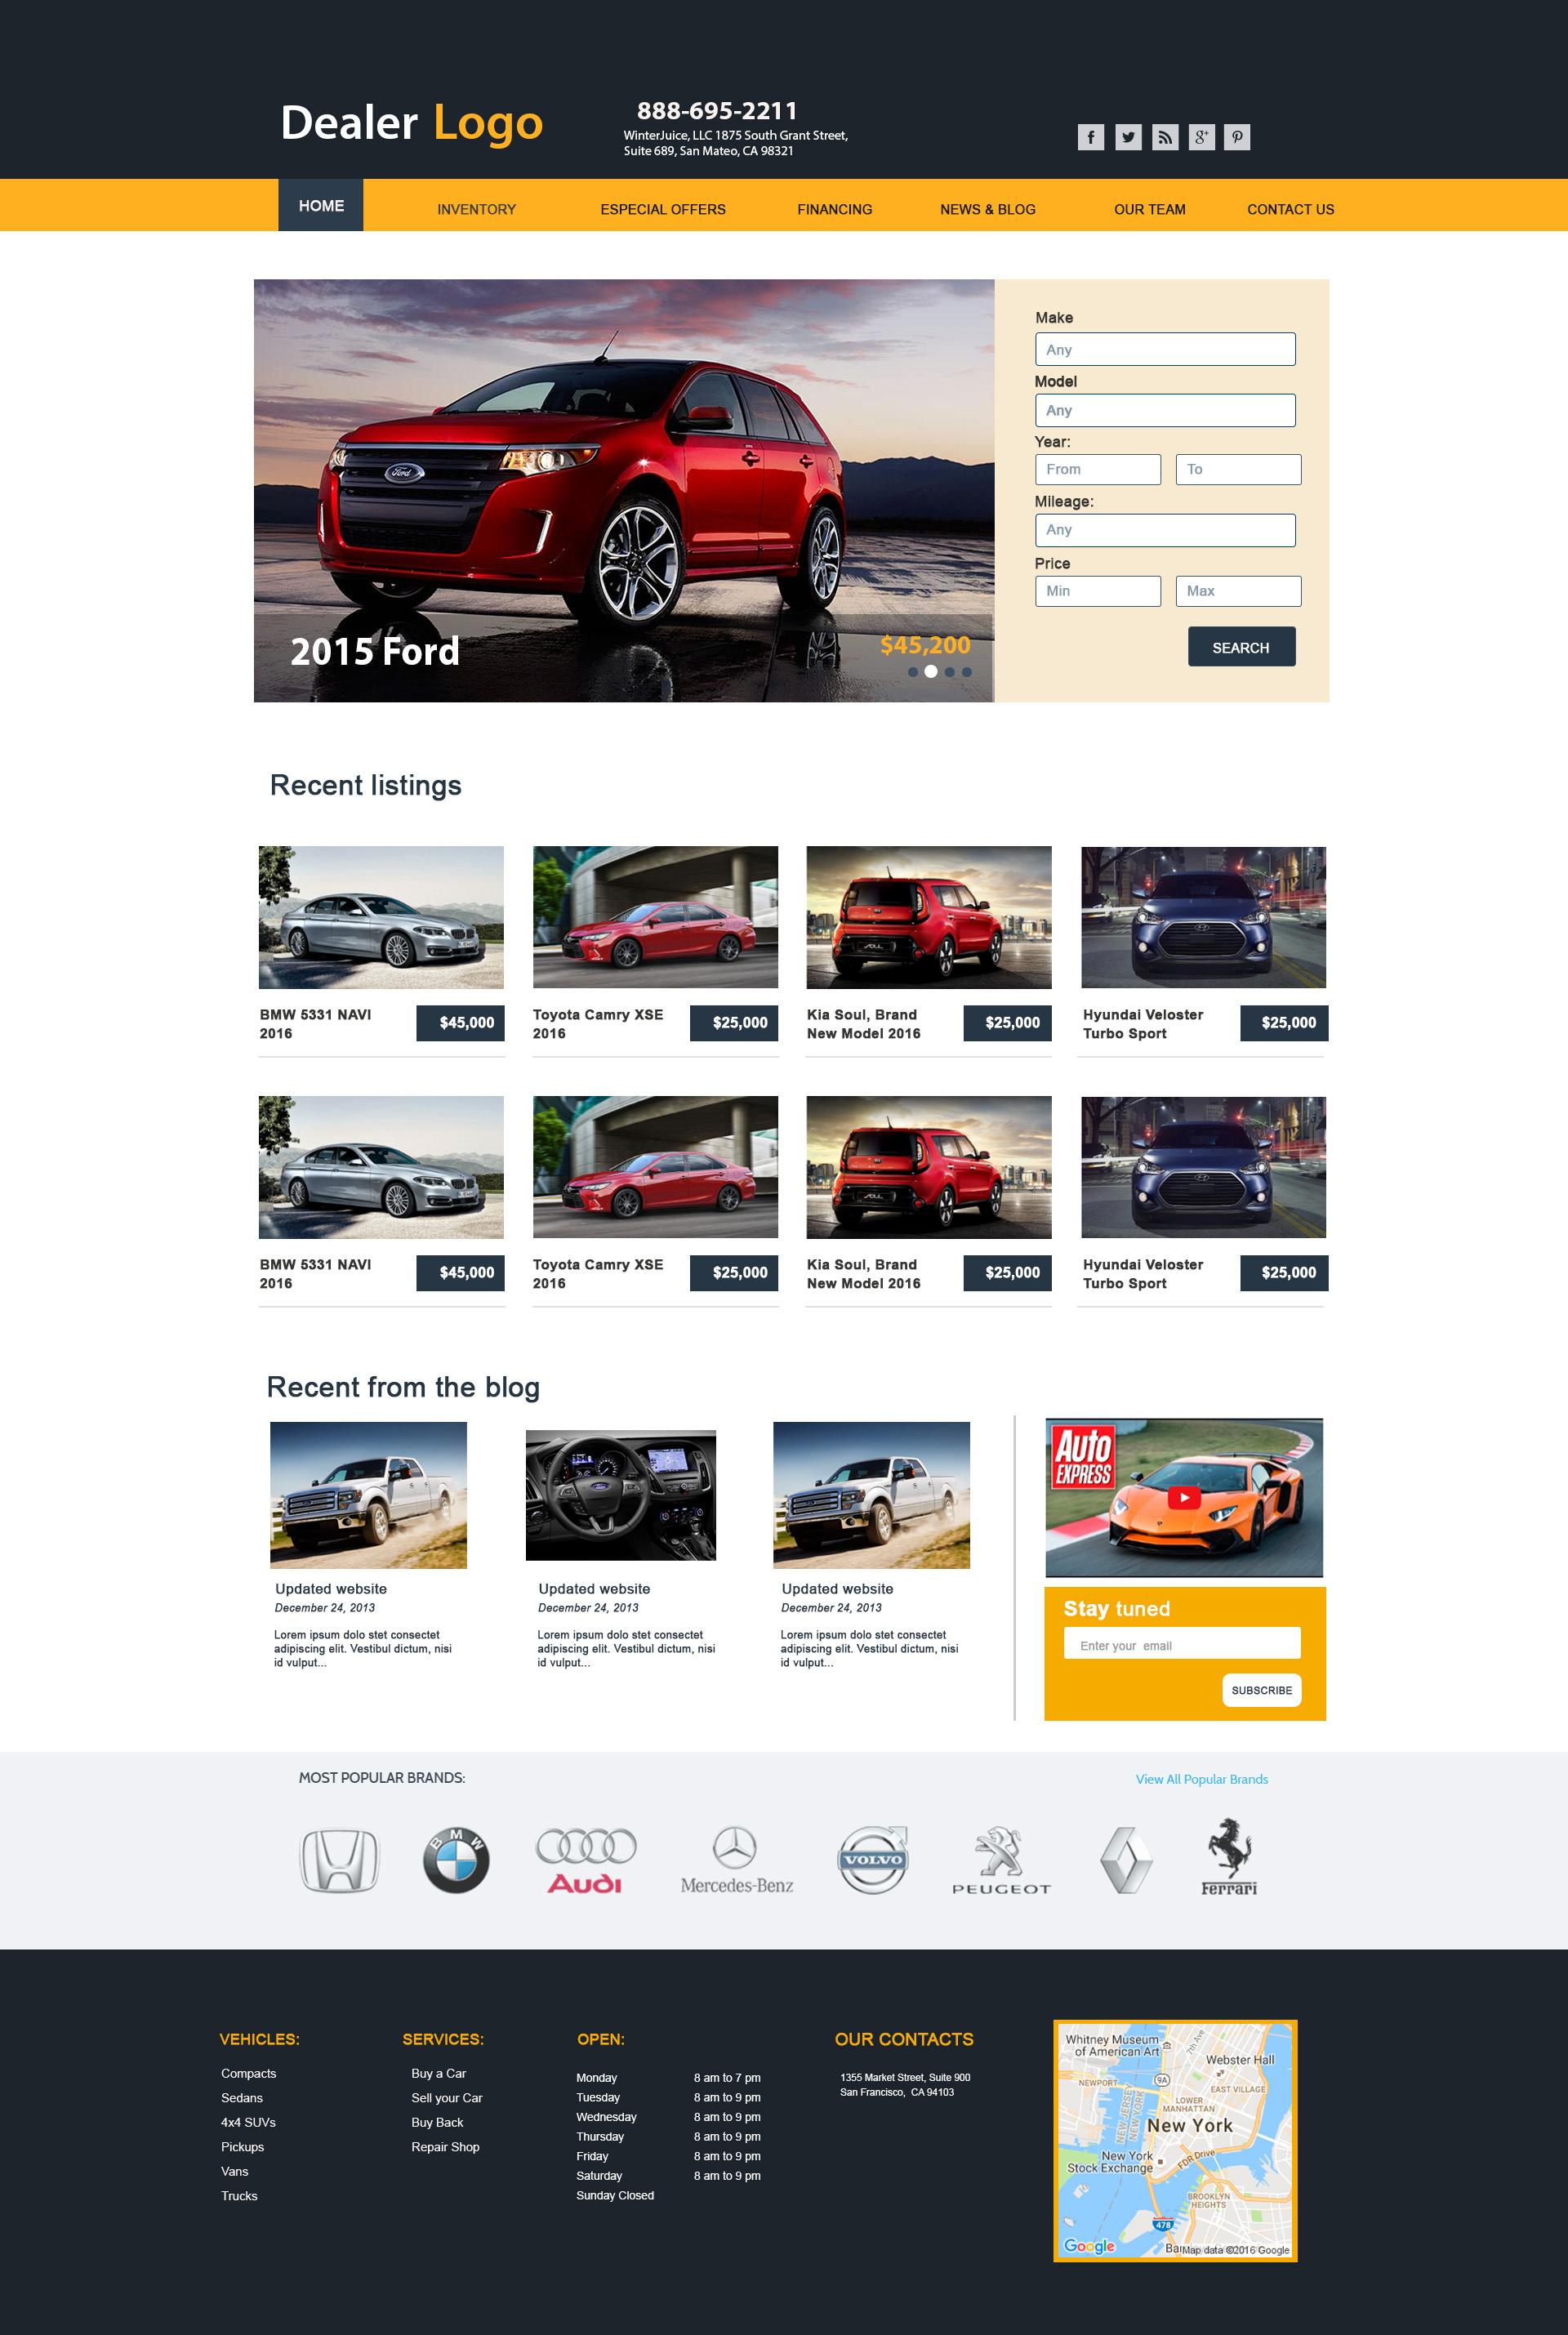 Dealer Logo
888-695-2211
WinterJuice, LLC 1875 South Grant Street,
Suite 689, San Mateo, CA 98321
HOME
INVENTORY
ESPECIAL OFFERS
FINANCING
NEWS & BLOG
OUR TEAM
CONTACT US
Ford
2015 Ford
$45,200
Make
Any
Model
Any
Year:
From
To
Mileage:
Any
Price
Min
Max
SEARCH
Recent listings
BMW 5331 NAVI
2016
$45,000
Toyota Camry XSE
2016
$25,000
Kia Soul, Brand
New Model 2016
$25,000
Hyundai Veloster
Turbo Sport
$25,000
BMW 5331 NAVI
2016
$45,000
Toyota Camry XSE
2016
$25,000
Kia Soul, Brand
New Model 2016
$25,000
Hyundai Veloster
Turbo Sport
$25,000
Recent from the blog
Updated website
December 24, 2013
Lorem ipsum dolo stet consectet
adipiscing elit. Vestibul dictum, nisi
id vulput...
Updated website
December 24, 2013
Lorem ipsum dolo stet consectet
adipiscing elit. Vestibul dictum, nisi
id vulput...
Updated website
December 24, 2013
Lorem ipsum dolo stet consectet
adipiscing elit. Vestibul dictum, nisi
id vulput...
Auto
EXPRESS
Stay tuned
Enter your email
SUBSCRIBE
MOST POPULAR BRANDS:
View All Popular Brands
BMW
Audi
Mercedes-Benz
VOLVO
PEUGEOT
Ferrari
VEHICLES:
Compacts
Sedans
4x4 SUVs
Pickups
Vans
Trucks
SERVICES:
Buy a Car
Sell your Car
Buy Back
Repair Shop
OPEN:
Monday 8 am to 7 pm
Tuesday 8 am to 9 pm
Wednesday 8 am to 9 pm
Thursday 8 am to 9 pm
Friday 8 am to 9 pm
Saturday 8 am to 9 pm
Sunday Closed
OUR CONTACTS
1355 Market Street, Suite 900
San Francisco, CA 94103
Whitney Museum
of American Art
7th Ave
Webster Hall
NEWPORT
9A
EAST VILLAGE
NEW JERSEY
NEW YORK
LOWER
MANHATTAN
New York
New York
Stock Exchange
FDR Drive
BROOKLYN
HEIGHTS
478
Google
Map data ©2016 Google